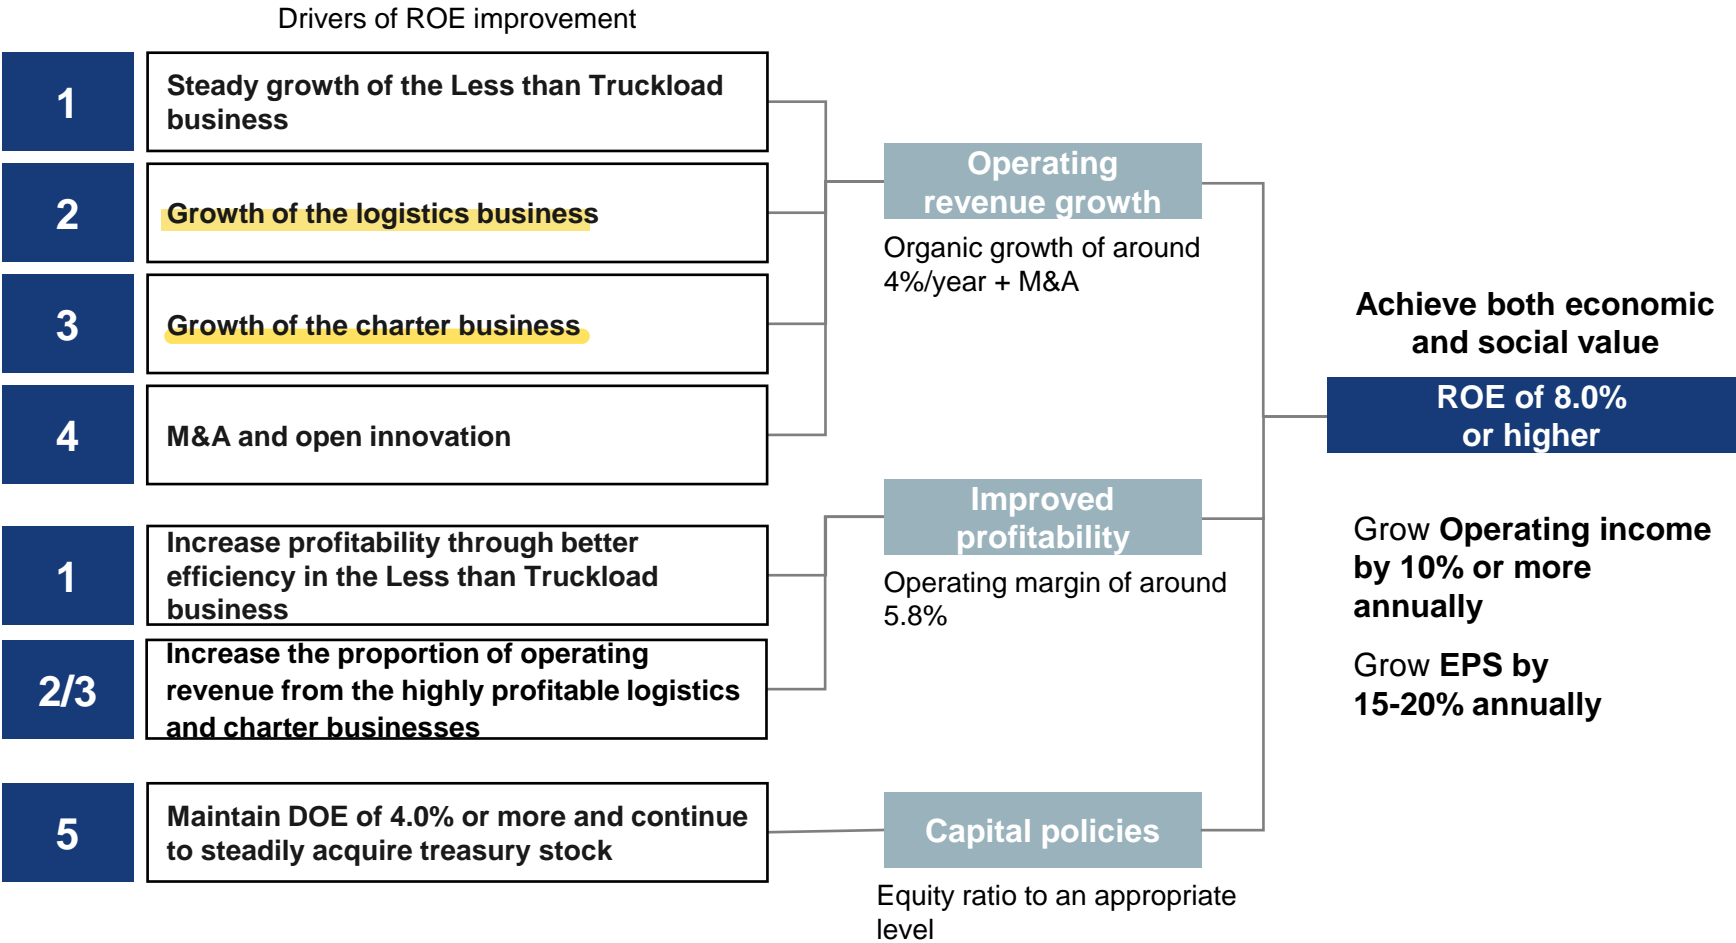 Drivers of ROE improvement
1
Steady growth of the Less than Truckload
business
2
Growth of the logistics business
3
Growth of the charter business
4
M&A and open innovation
Operating
revenue growth
Organic growth of around
4%/year + M&A
1
Increase profitability through better
efficiency in the Less than Truckload
business
2/3
Increase the proportion of operating
revenue from the highly profitable logistics
and charter businesses
Improved
profitability
Operating margin of around
5.8%
5
Maintain DOE of 4.0% or more and continue
to steadily acquire treasury stock
Capital policies
Equity ratio to an appropriate
level
Achieve both economic
and social value
ROE of 8.0%
or higher
Grow Operating income
by 10% or more
annually
Grow EPS by
15-20% annually